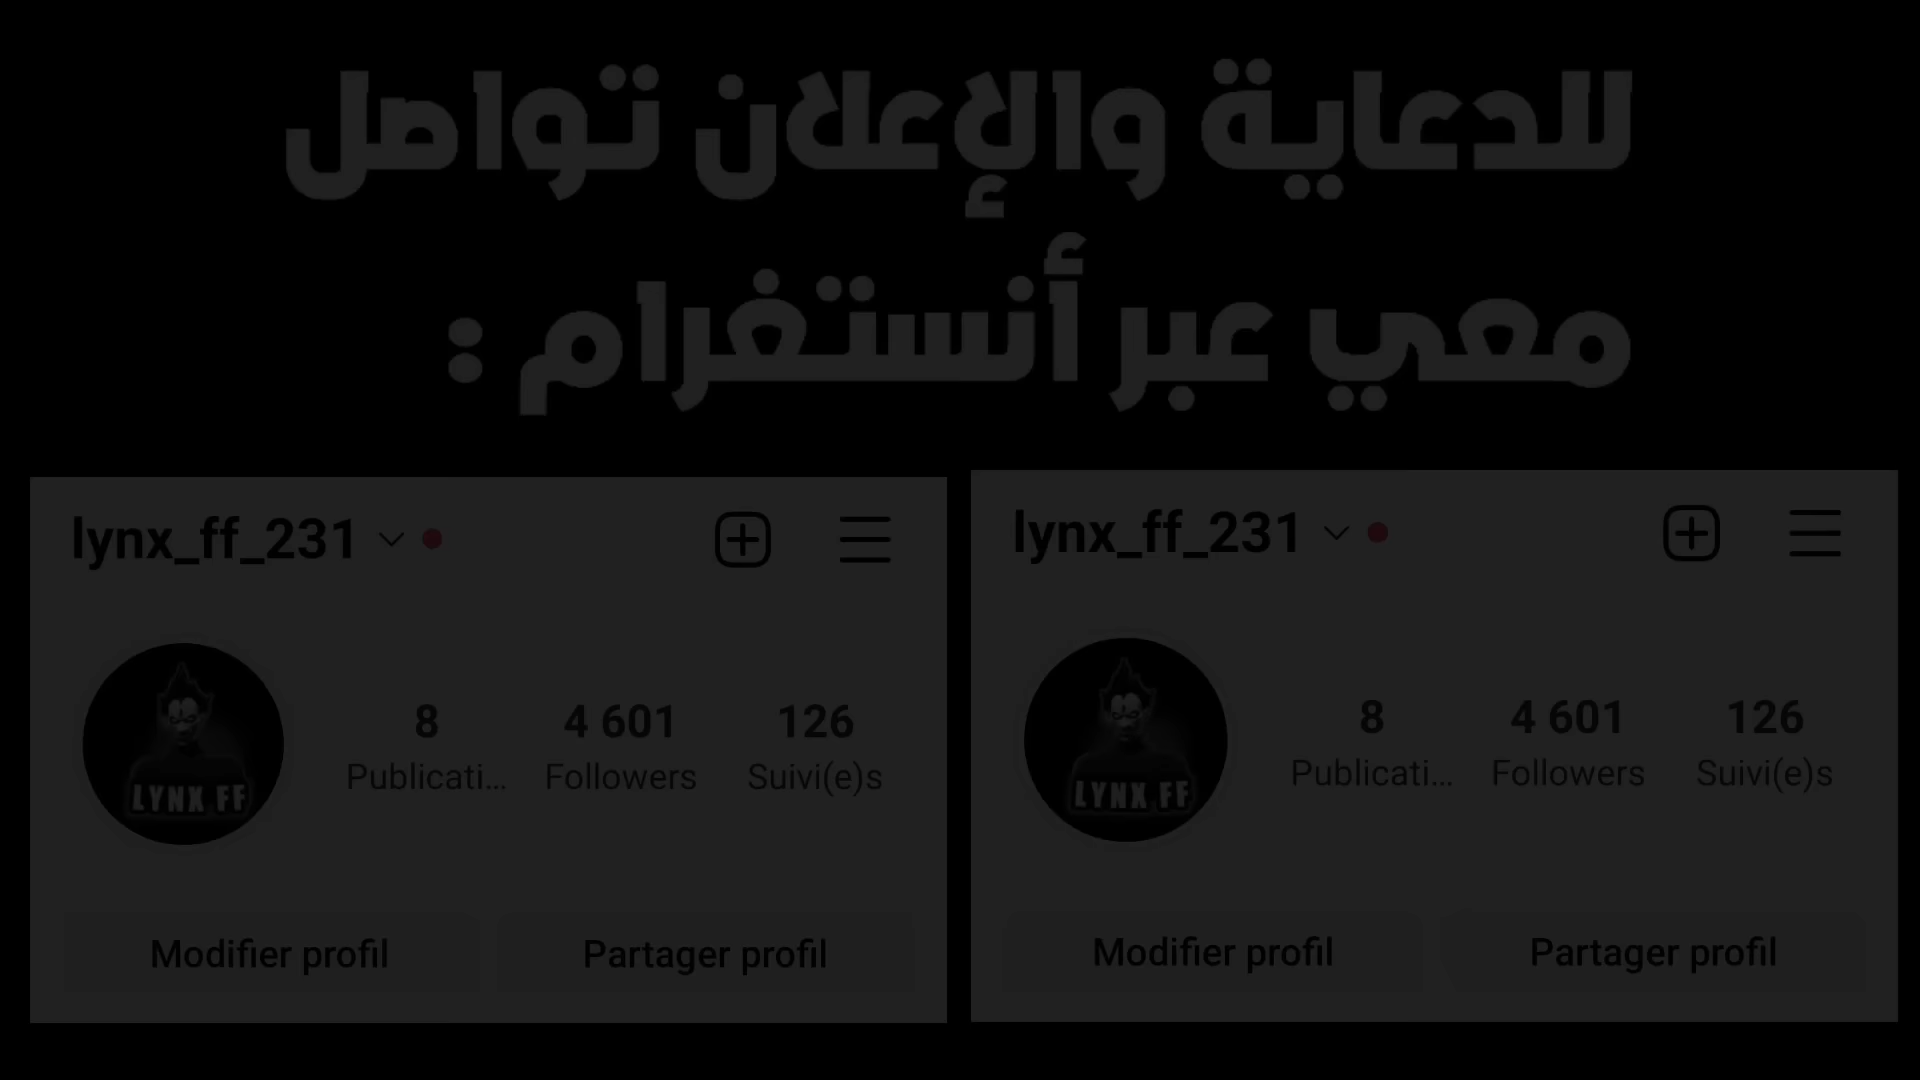 للدعاية والإعلان تواصل
معي عبر أنستغرام :
lynx_ff_231
8 4 601 126
Publicati... Followers Suivi(e)s
LYNX FF
Modifier profil Partager profil
lynx_ff_231
8 4 601 126
Publicati... Followers Suivi(e)s
LYNX FF
Modifier profil Partager profil